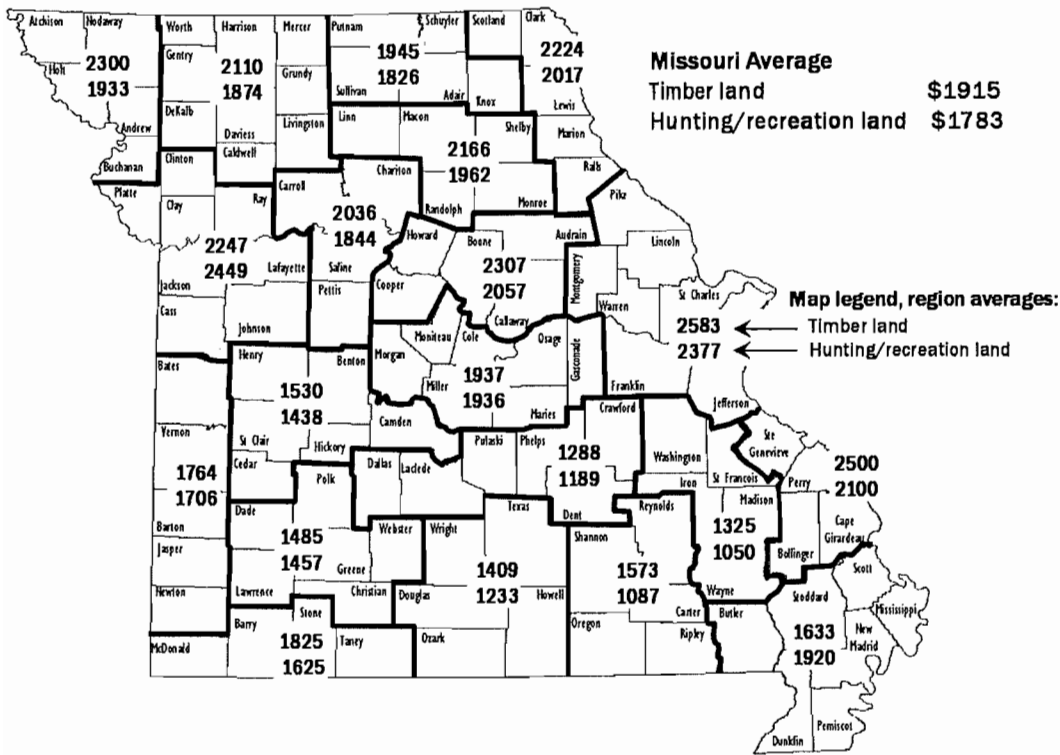 Atchison Nodaway Worth Harrison Mercer Putnam Schuyler Scotland Clark
Holt 2300 1933 Gentry 2110 1874 Grundy 1945 1826 2224 2017
Andrew DeKalb Daviess Livingston Sullivan Adair Knox Lewis
Buchanan Clinton Caldwell Linn Macon Shelby Marion
2166 1962
Platte Clay Ray Carroll Chariton Randolph Monroe Ralls Pike
2036 1844
2247 2449
Jackson Lafayette Saline Howard Boone Audrain Montgomery Lincoln
2307 2057
Cass Johnson Pettis Cooper Callaway Warren St Charles
2583
2377
Bates Henry Benton Morgan Moniteau Cole Osage Gasconade Franklin Jefferson
1530 1438
1937 1936
Miller Maries Crawford
Vernon St Clair Hickory Camden Pulaski Phelps Washington St Francois Ste Genevieve Perry
1764 1706
1288 1189
2500 2100
Cedar Polk Dallas Laclede Dent Iron Madison Cape Girardeau
Barton Dade Webster Wright Texas Shannon Reynolds Bollinger
1485 1457
1325 1050
Jasper Greene
1409 1233
1573 1087
Newton Lawrence Christian Douglas Howell Carter Wayne Stoddard Scott Mississippi
McDonald Barry Stone Taney Ozark Oregon Ripley Butler New Madrid
1825 1625
1633 1920
Dunklin Pemiscot
Missouri Average
Timber land $1915
Hunting/recreation land $1783
Map legend, region averages:
Timber land
Hunting/recreation land